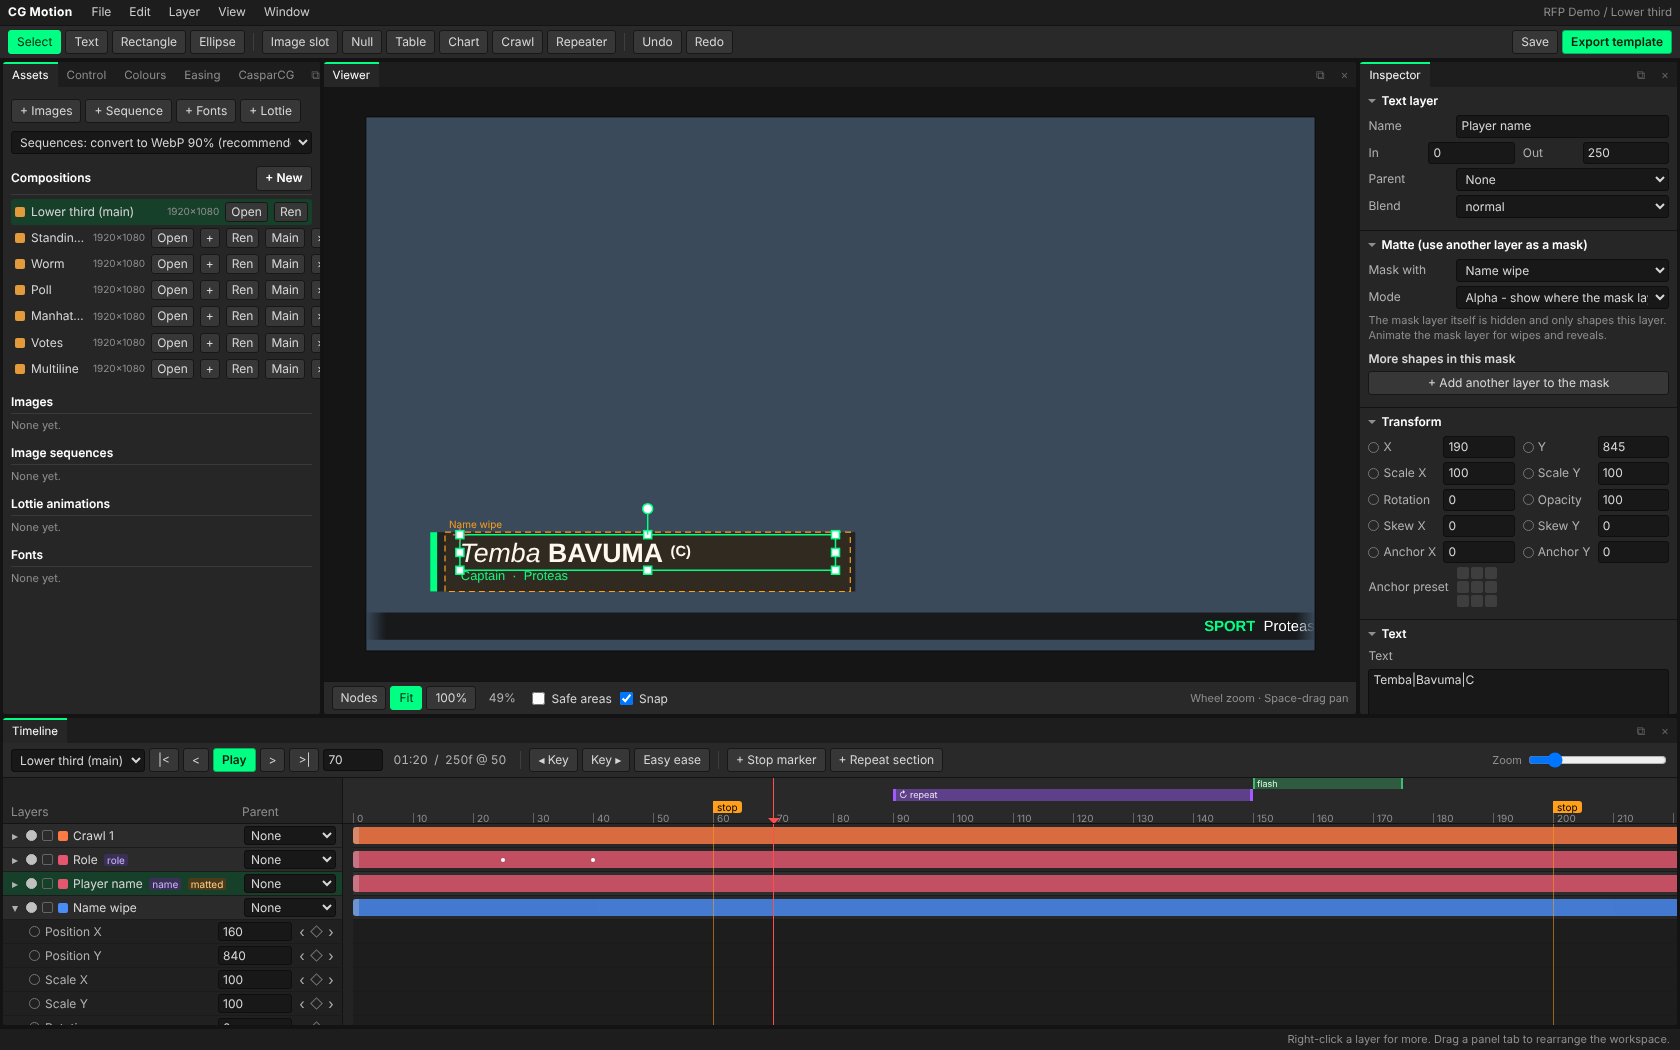 CG Motion File Edit Layer View Window RFP Demo / Lower third
Select Text Rectangle Ellipse Image slot Null Table Chart Crawl Repeater Undo Redo Save Export template
Assets Control Colours Easing CasparCG
+ Images + Sequence + Fonts + Lottie
Sequences: convert to WebP 90% (recommend
Compositions + New
Lower third (main) 1920×1080 Open Ren
Standin... 1920×1080 Open + Ren Main
Worm 1920×1080 Open + Ren Main
Poll 1920×1080 Open + Ren Main
Manhat... 1920×1080 Open + Ren Main
Votes 1920×1080 Open + Ren Main
Multiline 1920×1080 Open + Ren Main
Images
None yet.
Image sequences
None yet.
Lottie animations
None yet.
Fonts
None yet.
Viewer
Name wipe
Temba BAVUMA (C)
Captain · Proteas
SPORT Proteas
Nodes Fit 100% 49% Safe areas Snap Wheel zoom · Space-drag pan
Inspector
Text layer
Name Player name
In 0 Out 250
Parent None
Blend normal
Matte (use another layer as a mask)
Mask with Name wipe
Mode Alpha - show where the mask lay
The mask layer itself is hidden and only shapes this layer.
Animate the mask layer for wipes and reveals.
More shapes in this mask
+ Add another layer to the mask
Transform
X 190 Y 845
Scale X 100 Scale Y 100
Rotation 0 Opacity 100
Skew X 0 Skew Y 0
Anchor X 0 Anchor Y 0
Anchor preset
Text
Text
Temba|Bavuma|C
Timeline
Lower third (main) |< < Play > >| 70 01:20 / 250f @ 50 ◂ Key Key ▸ Easy ease + Stop marker + Repeat section Zoom
flash
↻ repeat
stop stop
Layers Parent
0 10 20 30 40 50 60 70 80 90 100 110 120 130 140 150 160 170 180 190 200 210
Crawl 1 None
Role role None
Player name name matted None
Name wipe None
Position X 160
Position Y 840
Scale X 100
Scale Y 100
Right-click a layer for more. Drag a panel tab to rearrange the workspace.